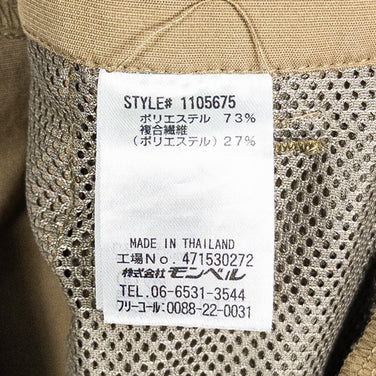 STYLE# 1105675
ポリエステル 73%
複合繊維
(ポリエステル) 27%
MADE IN THAILAND
工場No. 471530272
株式会社モンベル
TEL.06-6531-3544
フリーコール:0088-22-0031